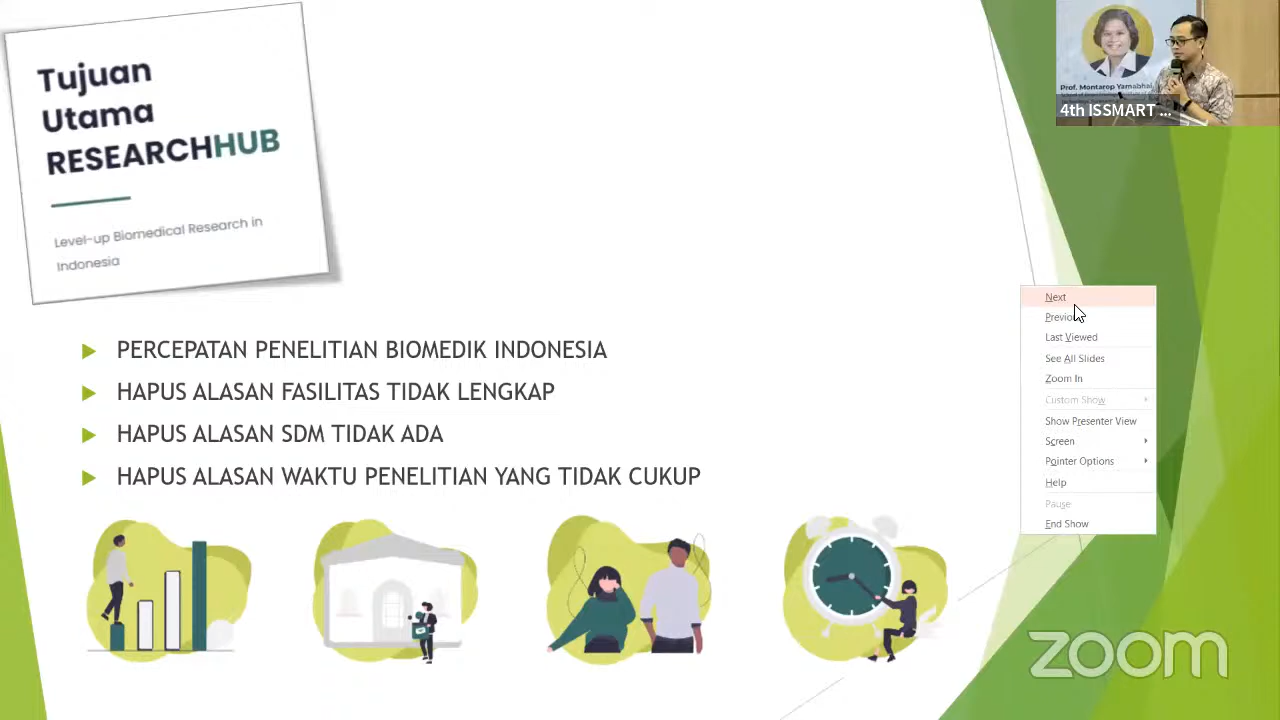 Tujuan
Utama
RESEARCHHUB
Level-up Biomedical Research in
Indonesia
PERCEPATAN PENELITIAN BIOMEDIK INDONESIA
HAPUS ALASAN FASILITAS TIDAK LENGKAP
HAPUS ALASAN SDM TIDAK ADA
HAPUS ALASAN WAKTU PENELITIAN YANG TIDAK CUKUP
Prof. Montarop Yamabhai
4th ISSMART ...
Next
Last Viewed
See All Slides
Zoom In
Custom Show
Show Presenter View
Screen
Pointer Options
Help
Pause
End Show
zoom